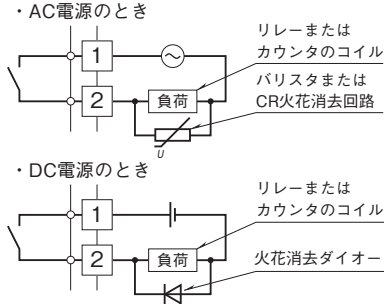 ・AC電源のとき
リレーまたは
カウンタのコイル
1
2
負荷
バリスタまたは
CR火花消去回路
U
・DC電源のとき
リレーまたは
カウンタのコイル
1
2
負荷
火花消去ダイオー